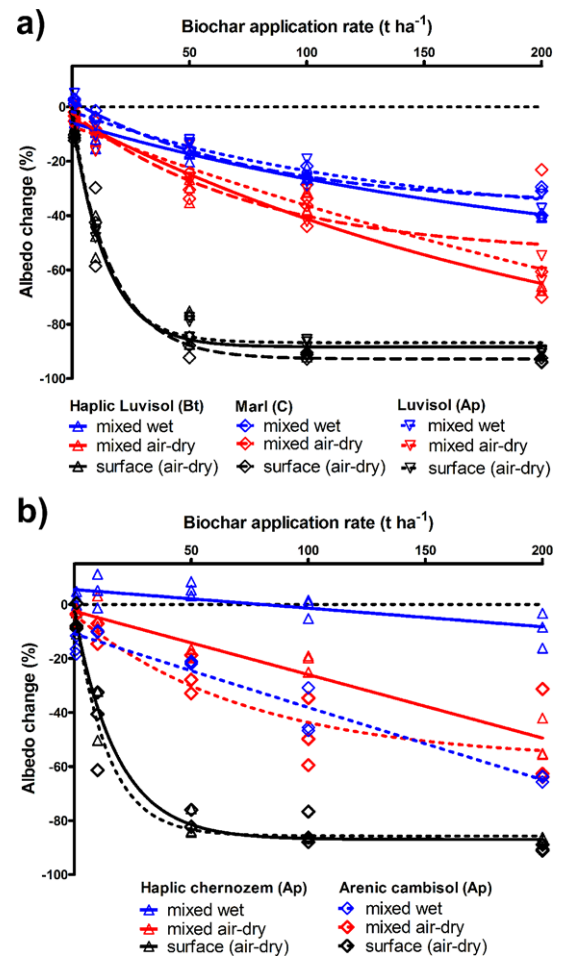 a)
Biochar application rate (t ha⁻¹)
50 100 200
Albedo change (%)
0
-20
-40
-60
-80
-100
Haplic Luvisol (Bt) Marl (C) Luvisol (Ap)
mixed wet mixed wet mixed wet
mixed air-dry mixed air-dry mixed air-dry
surface (air-dry) surface (air-dry) surface (air-dry)
b)
Biochar application rate (t ha⁻¹)
50 100 200
Albedo change (%)
0
-20
-40
-60
-80
-100
Haplic chernozem (Ap) Arenic cambisol (Ap)
mixed wet mixed wet
mixed air-dry mixed air-dry
surface (air-dry) surface (air-dry)